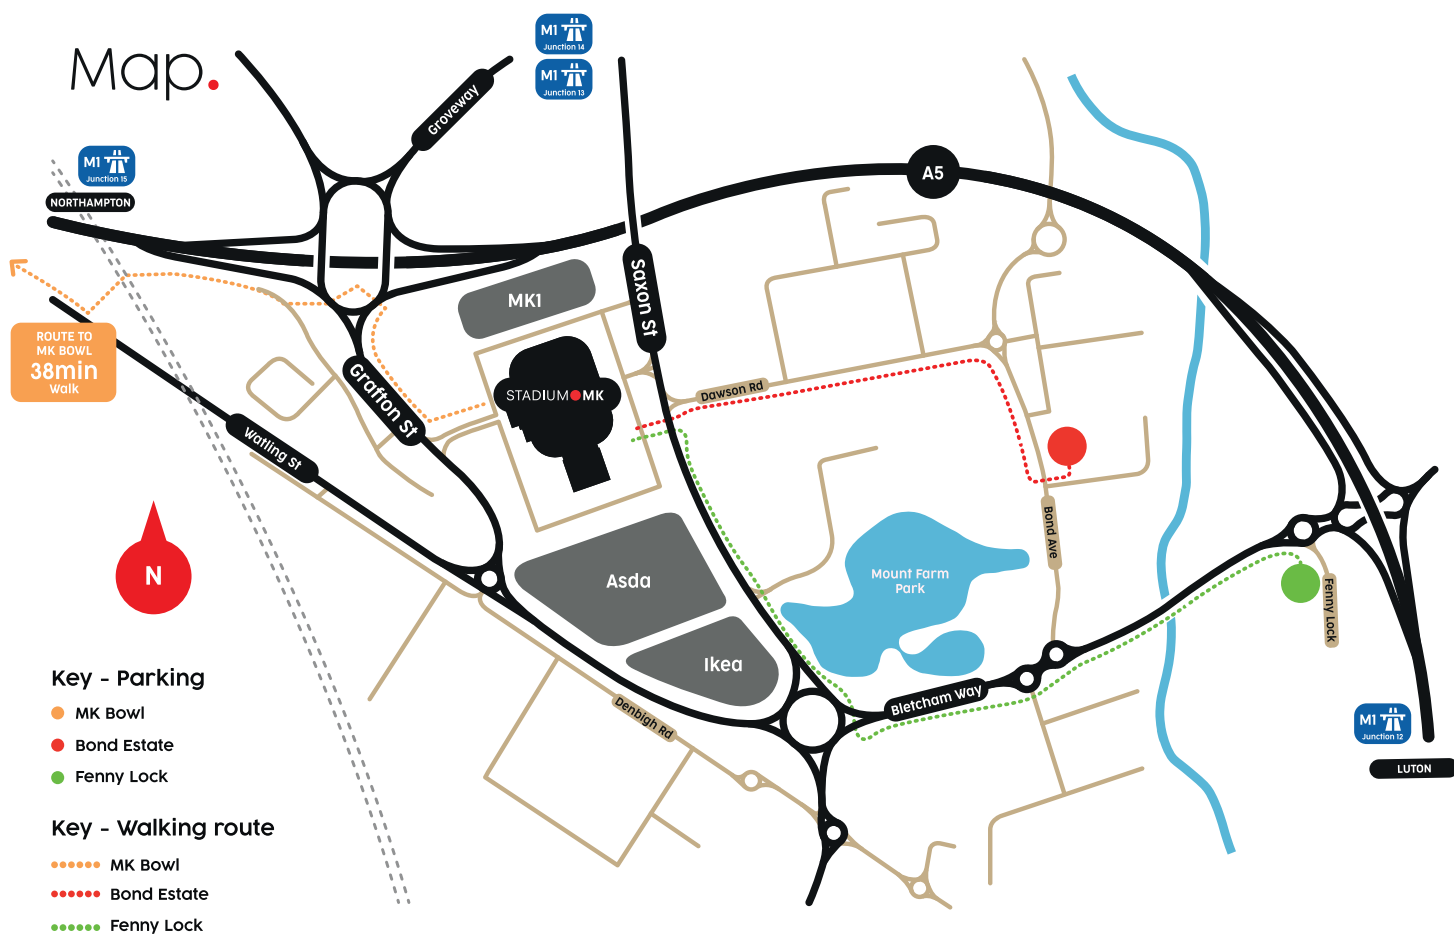 Map.
M1
Junction 14
M1
Junction 13
Groveway
M1
Junction 15
NORTHAMPTON
A5
Saxon St
MK1
ROUTE TO
MK BOWL
38min
Walk
STADIUM MK
Dawson Rd
Grafton St
Watling St
Bond Ave
N
Asda
Mount Farm
Park
Fenny Lock
Ikea
Bletcham Way
Denbigh Rd
M1
Junction 12
LUTON
Key - Parking
MK Bowl
Bond Estate
Fenny Lock
Key - Walking route
MK Bowl
Bond Estate
Fenny Lock